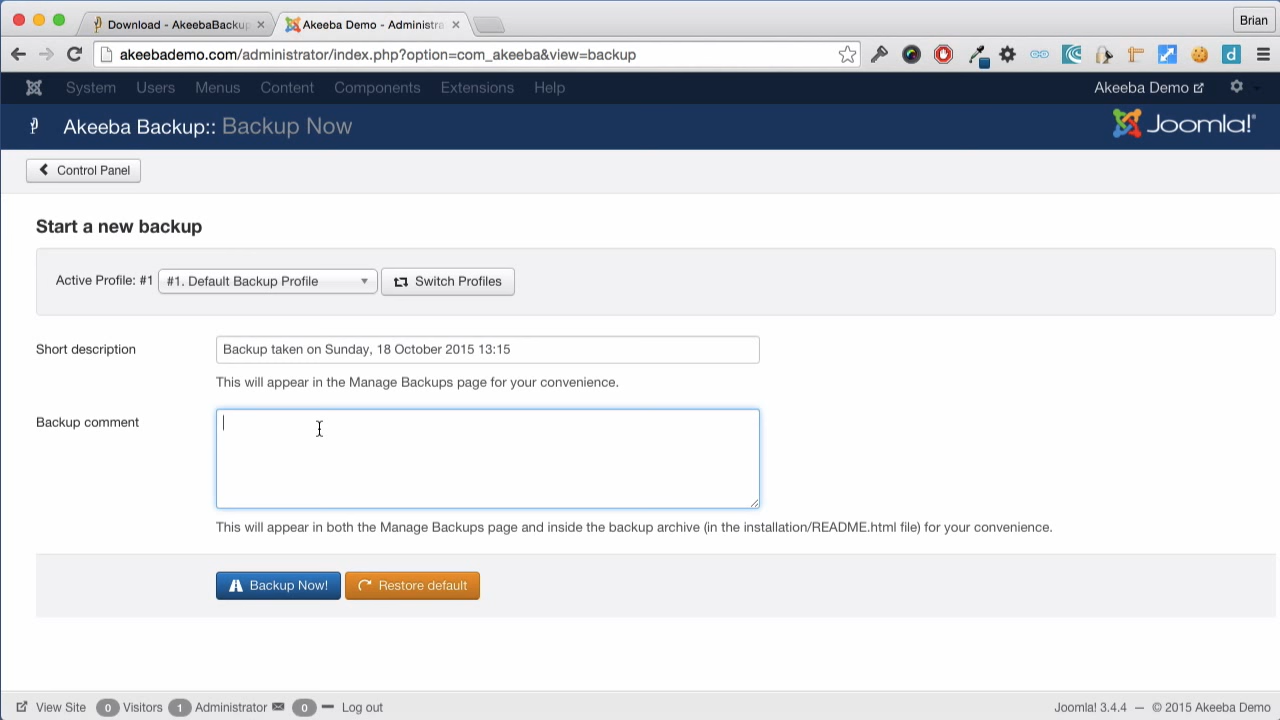 Download - AkeebaBackup
Akeeba Demo - Administra
Brian
akeebademo.com/administrator/index.php?option=com_akeeba&view=backup
System Users Menus Content Components Extensions Help Akeeba Demo
Akeeba Backup:: Backup Now Joomla!
Control Panel
Start a new backup
Active Profile: #1 #1. Default Backup Profile Switch Profiles
Short description Backup taken on Sunday, 18 October 2015 13:15
This will appear in the Manage Backups page for your convenience.
Backup comment
This will appear in both the Manage Backups page and inside the backup archive (in the installation/README.html file) for your convenience.
Backup Now! Restore default
View Site 0 Visitors 1 Administrator 0 Log out Joomla! 3.4.4 — © 2015 Akeeba Demo